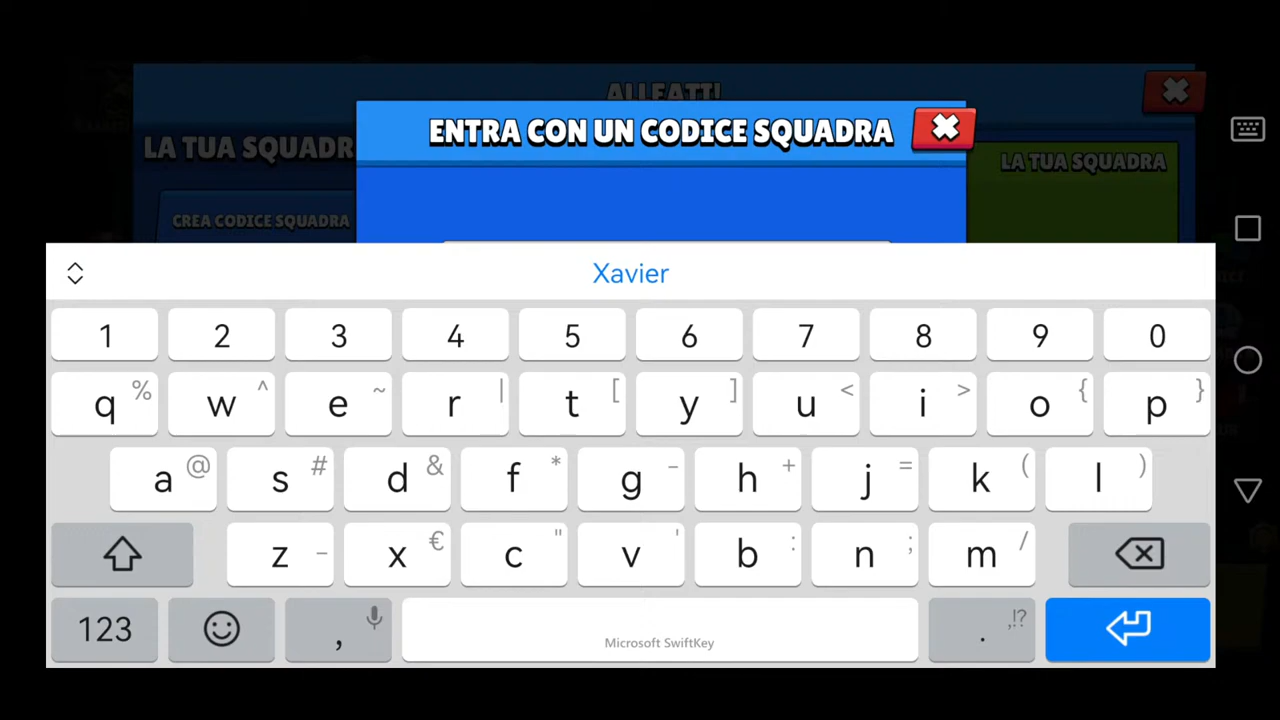 ALLEATI!
ENTRA CON UN CODICE SQUADRA
LA TUA SQUADR
LA TUA SQUADRA
CREA CODICE SQUADRA
Xavier
1 2 3 4 5 6 7 8 9 0
q % w ^ e ~ r | t [ y ] u < i > o { p }
a @ s # d & f * g - h + j = k ( l )
z _ x € c " v ' b : n ; m /
123 , Microsoft SwiftKey . ,!?